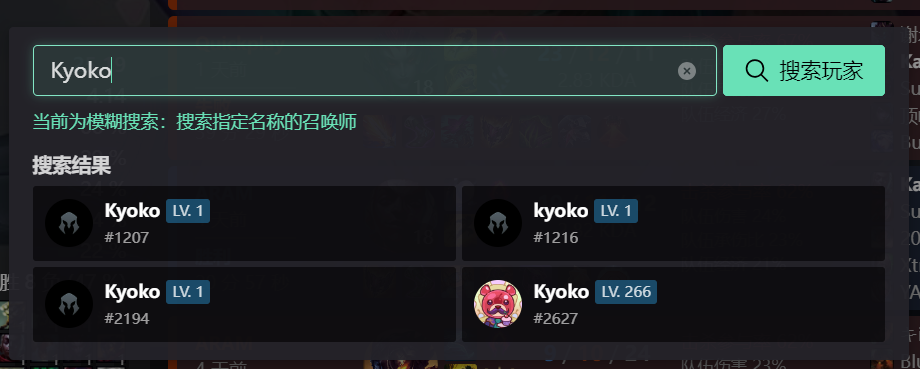 Kyoko
搜索玩家
当前为模糊搜索：搜索指定名称的召唤师
搜索结果
Kyoko LV. 1
#1207
kyoko LV. 1
#1216
Kyoko LV. 1
#2194
Kyoko LV. 266
#2627